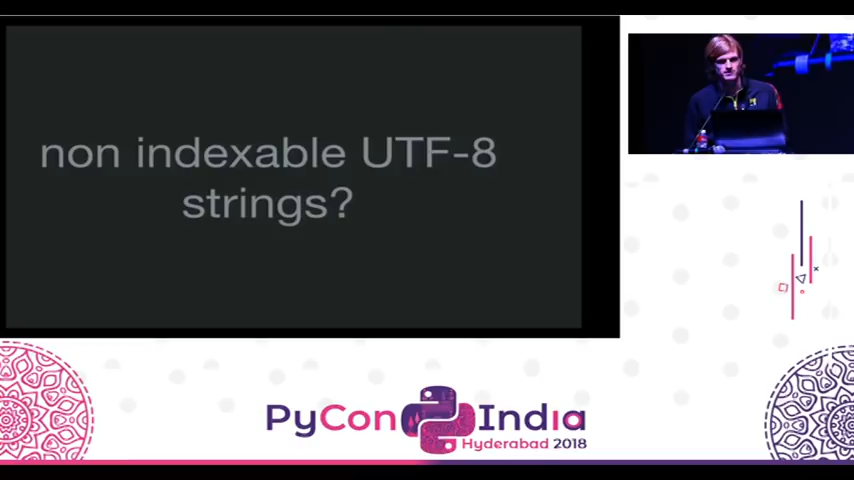 non indexable UTF-8
strings?
PyCon India
Hyderabad 2018